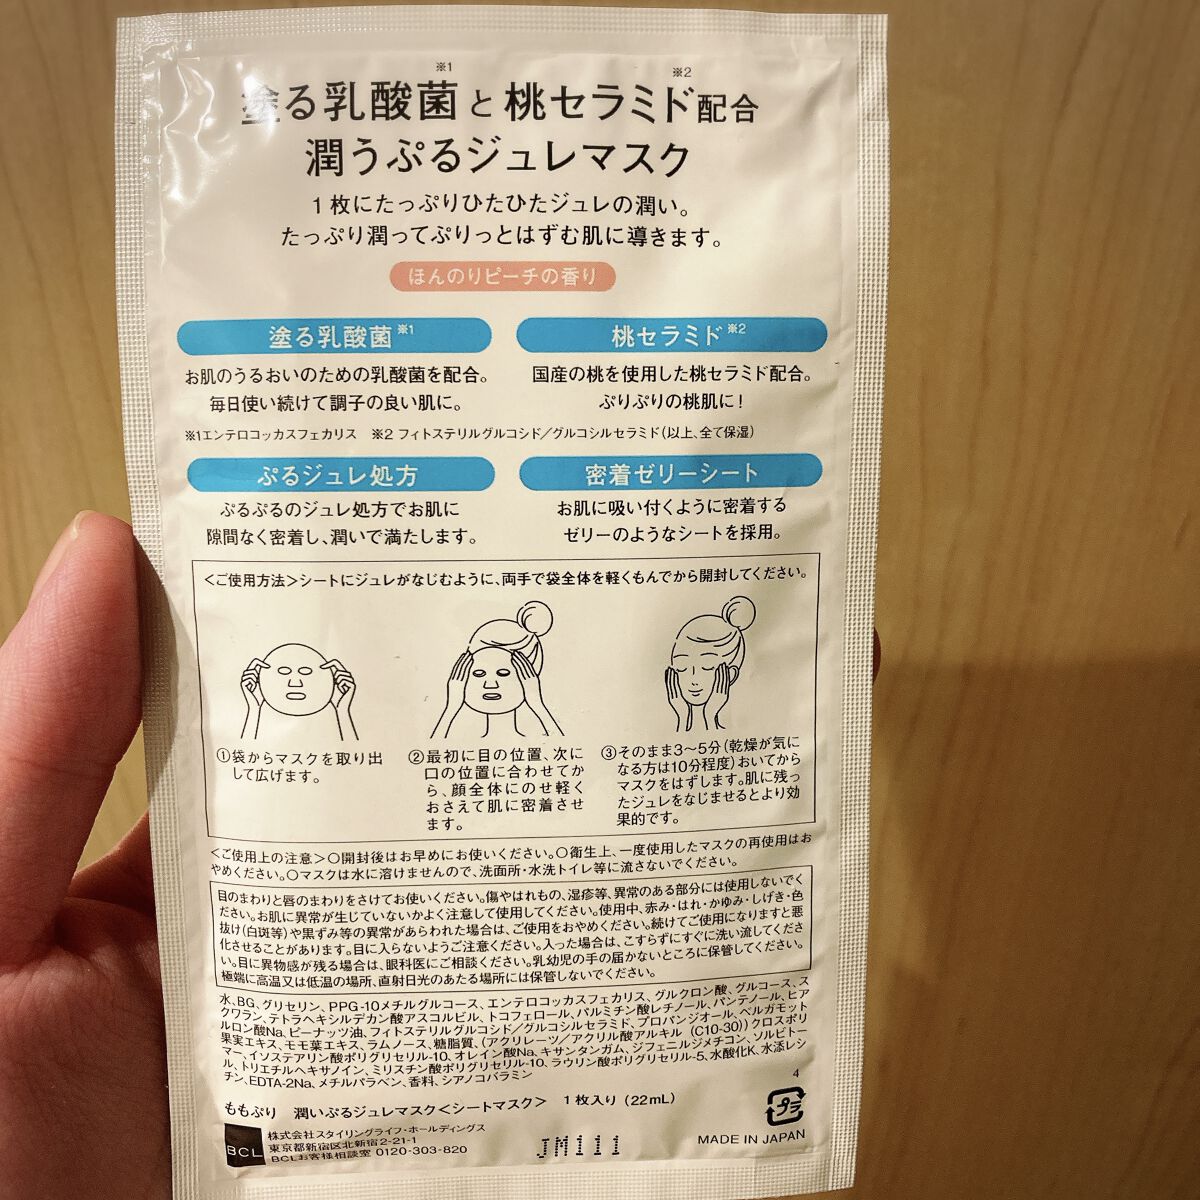 ※1 ※2
塗る乳酸菌と桃セラミド配合
潤うぷるジュレマスク
1枚にたっぷりひたひたジュレの潤い。
たっぷり潤ってぷりっとはずむ肌に導きます。
ほんのりピーチの香り
塗る乳酸菌※1
お肌のうるおいのための乳酸菌を配合。
毎日使い続けて調子の良い肌に。
桃セラミド※2
国産の桃を使用した桃セラミド配合。
ぷりぷりの桃肌に!
※1エンテロコッカスフェカリス ※2 フィトステリルグルコシド/グルコシルセラミド(以上、全て保湿)
ぷるジュレ処方
ぷるぷるのジュレ処方でお肌に
隙間なく密着し、潤いで満たします。
密着ゼリーシート
お肌に吸い付くように密着する
ゼリーのようなシートを採用。
<ご使用方法>シートにジュレがなじむように、両手で袋全体を軽くもんでから開封してください。
①袋からマスクを取り出
して広げます。
②最初に目の位置、次に
口の位置に合わせてか
ら、顔全体にのせ軽く
おさえて肌に密着させ
ます。
③そのまま3〜5分(乾燥が気に
なる方は10分程度)おいてから
マスクをはずします。肌に残っ
たジュレをなじませるとより効
果的です。
<ご使用上の注意>○開封後はお早めにお使いください。○衛生上、一度使用したマスクの再使用はお
やめください。○マスクは水に溶けませんので、洗面所・水洗トイレ等に流さないでください。
目のまわりと唇のまわりをさけてお使いください。傷やはれもの、湿疹等、異常のある部分には使用しないでく
ださい。お肌に異常が生じていないかよく注意して使用してください。使用中、赤み・はれ・かゆみ・しげき・色
抜け(白斑等)や黒ずみ等の異常があらわれた場合は、ご使用をおやめください。続けてご使用になりますと悪
化させることがあります。目に入らないようご注意ください。入った場合は、こすらずにすぐに洗い流してくださ
い。目に異物感が残る場合は、眼科医にご相談ください。乳幼児の手の届かないところに保管してください。
極端に高温又は低温の場所、直射日光のあたる場所には保管しないでください。
水、BG、グリセリン、PPG-10メチルグルコース、エンテロコッカスフェカリス、グルクロン酸、グルコース、ス
クワラン、テトラヘキシルデカン酸アスコルビル、トコフェロール、パルミチン酸レチノール、パンテノール、ヒア
ルロン酸Na、ピーナッツ油、フィトステリルグルコシド/グルコシルセラミド、プロパンジオール、ベルガモット
果実エキス、モモ葉エキス、ラムノース、糖脂質、(アクリレーツ/アクリル酸アルキル(C10-30))クロスポリ
マー、イソステアリン酸ポリグリセリル-10、オレイン酸Na、キサンタンガム、ジフェニルジメチコン、ソルビトー
ル、トリエチルヘキサノイン、ミリスチン酸ポリグリセリル-10、ラウリン酸ポリグリセリル-5、水酸化K、水添レシ
チン、EDTA-2Na、メチルパラベン、香料、シアノコバラミン
4
ももぷり 潤いぷるジュレマスク<シートマスク> 1枚入り(22mL)
BCL
株式会社スタイリングライフ・ホールディングス
東京都新宿区北新宿2-21-1
BCLお客様相談室 0120-303-820
JM111
プラ
MADE IN JAPAN